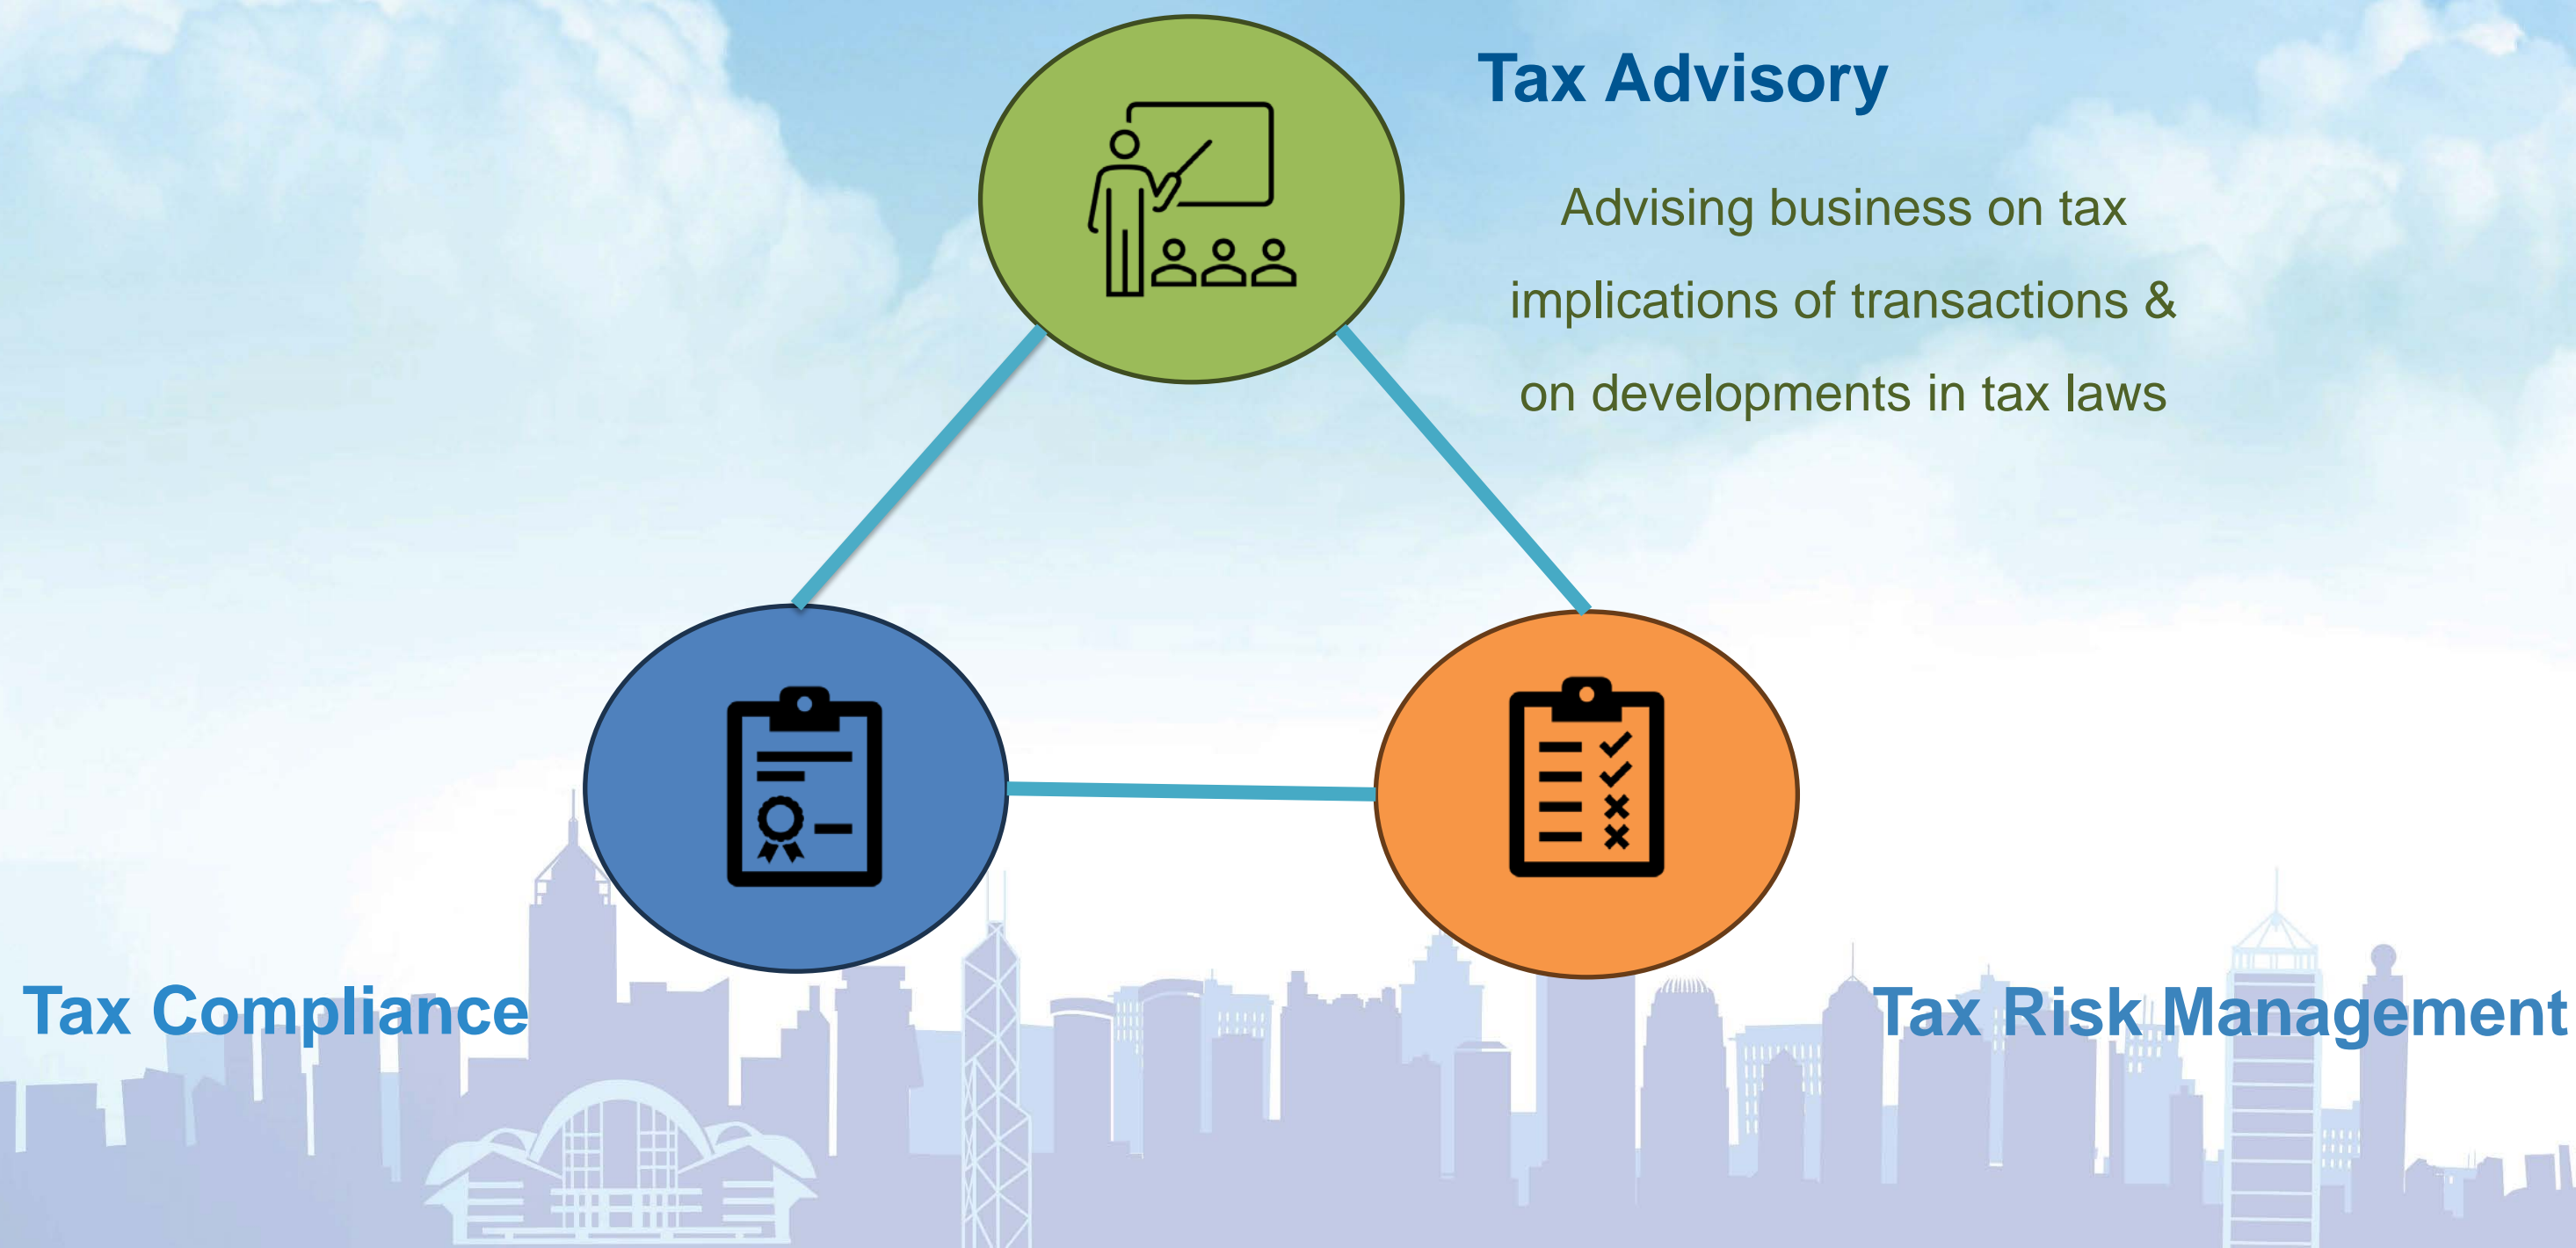 Tax Advisory
Advising business on tax
implications of transactions &
on developments in tax laws
Tax Compliance
Tax Risk Management